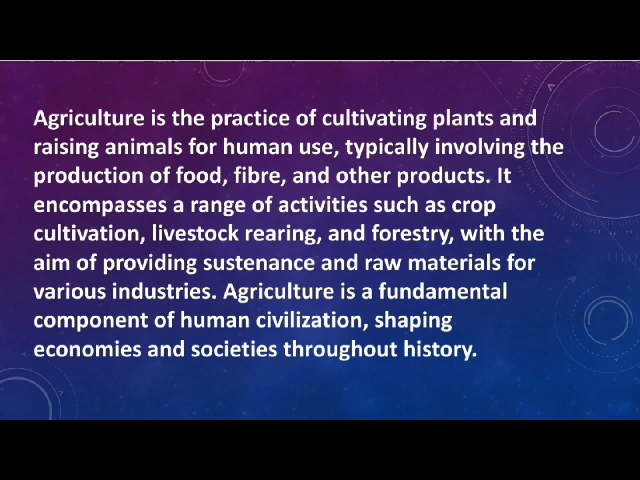 Agriculture is the practice of cultivating plants and
raising animals for human use, typically involving the
production of food, fibre, and other products. It
encompasses a range of activities such as crop
cultivation, livestock rearing, and forestry, with the
aim of providing sustenance and raw materials for
various industries. Agriculture is a fundamental
component of human civilization, shaping
economies and societies throughout history.